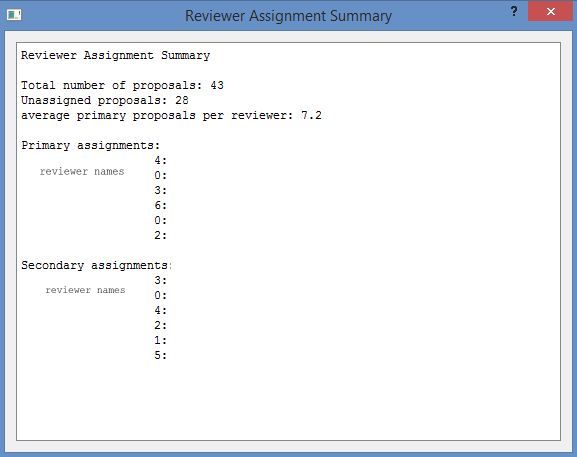 Reviewer Assignment Summary
?
Reviewer Assignment Summary
Total number of proposals: 43
Unassigned proposals: 28
average primary proposals per reviewer: 7.2
Primary assignments:
4:
reviewer names
0:
3:
6:
0:
2:
Secondary assignments:
3:
reviewer names
0:
4:
2:
1:
5: